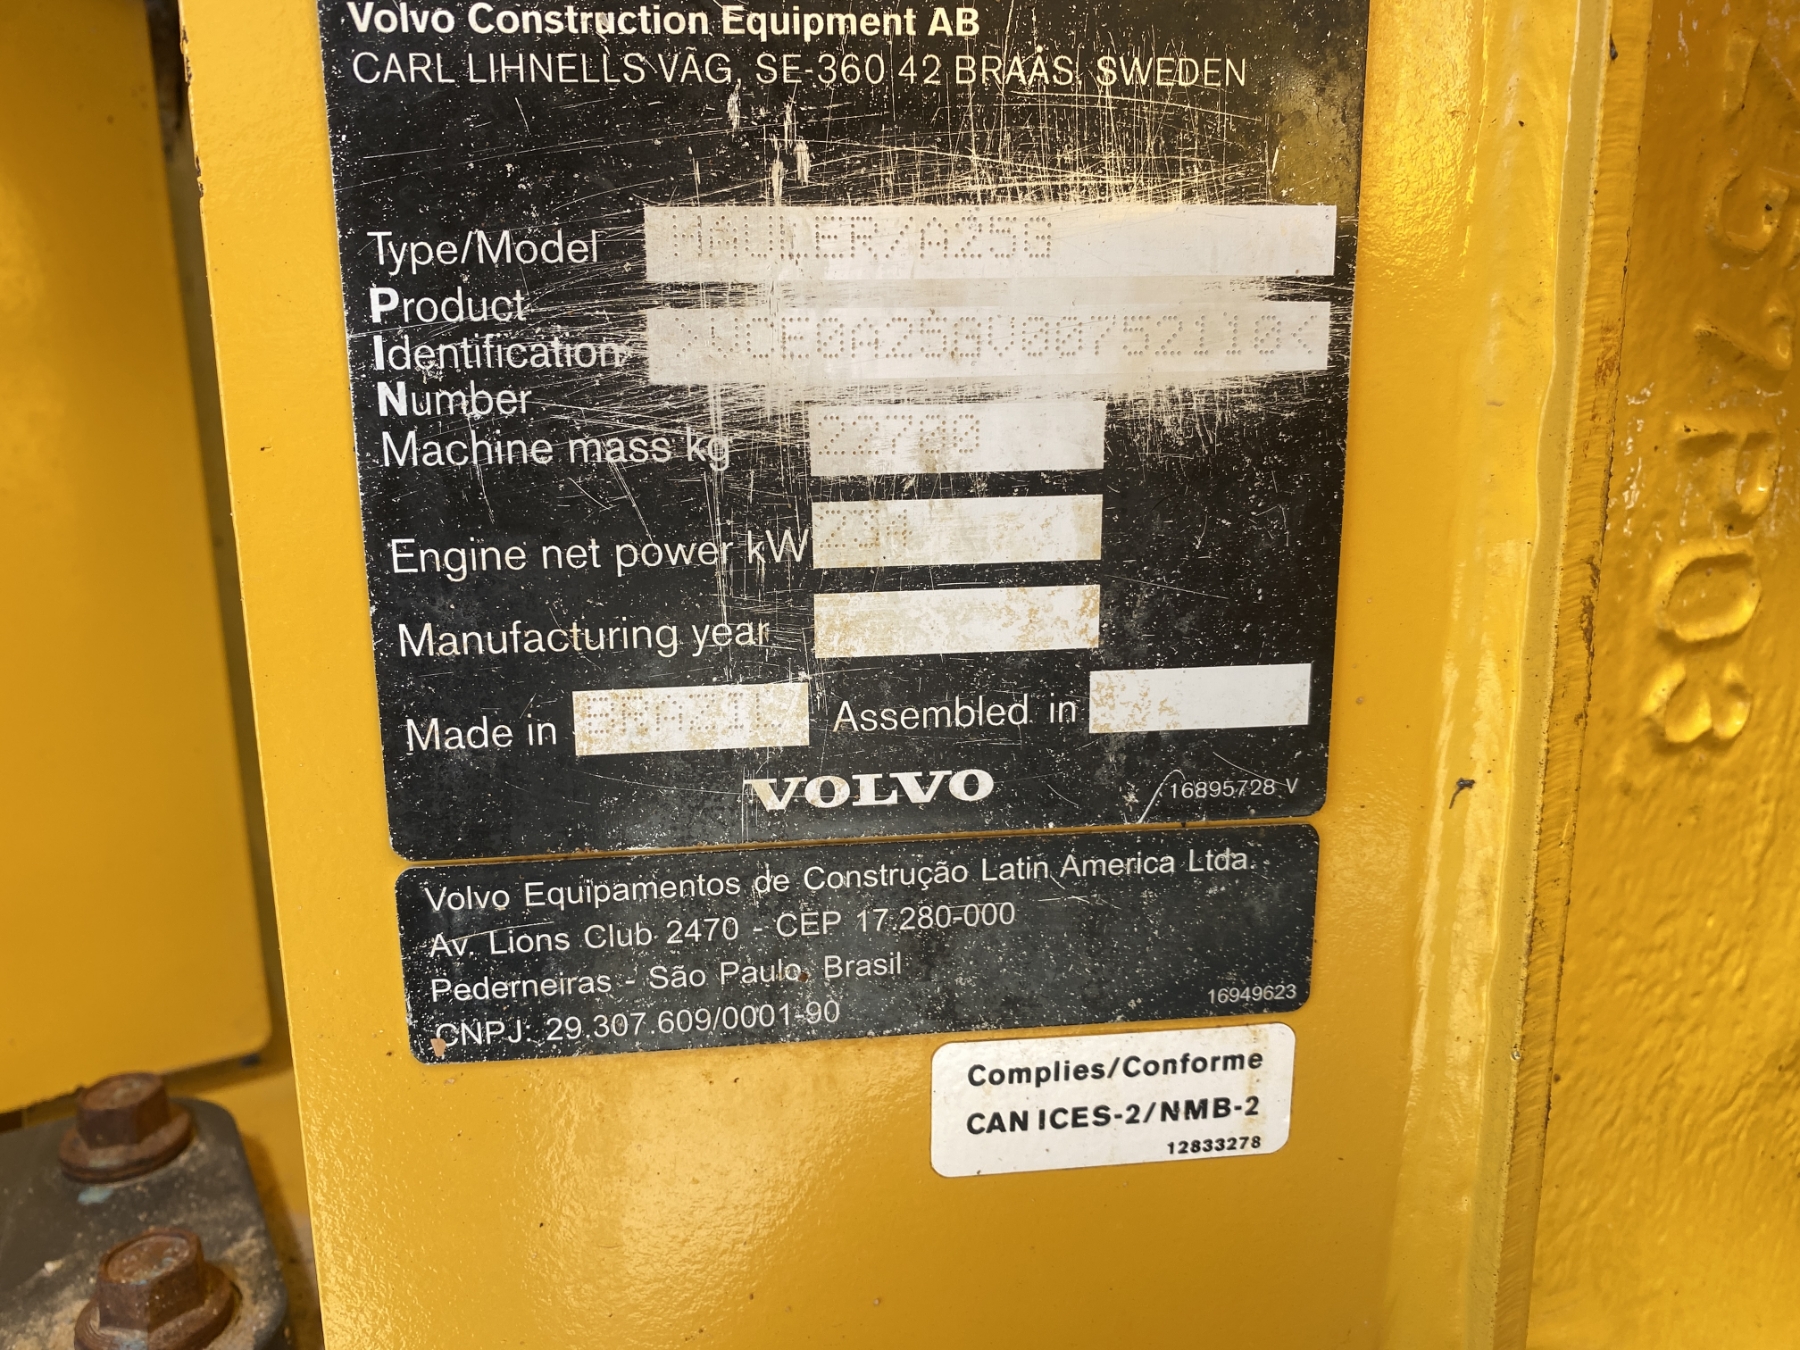 Volvo Construction Equipment AB
CARL LIHNELLS VÄG, SE-360 42 BRAÅS, SWEDEN
Type/Model HAULER/A25G
Product
Identification
Number
Machine mass kg
Engine net power kW 234
Manufacturing year
Made in BRAZIL Assembled in
VOLVO
16895728 V
Volvo Equipamentos de Construção Latin America Ltda.
Av. Lions Club 2470 - CEP 17.280-000
Pederneiras - São Paulo, Brasil
CNPJ. 29.307.609/0001-90
16949623
Complies/Conforme
CAN ICES-2/NMB-2
12833278